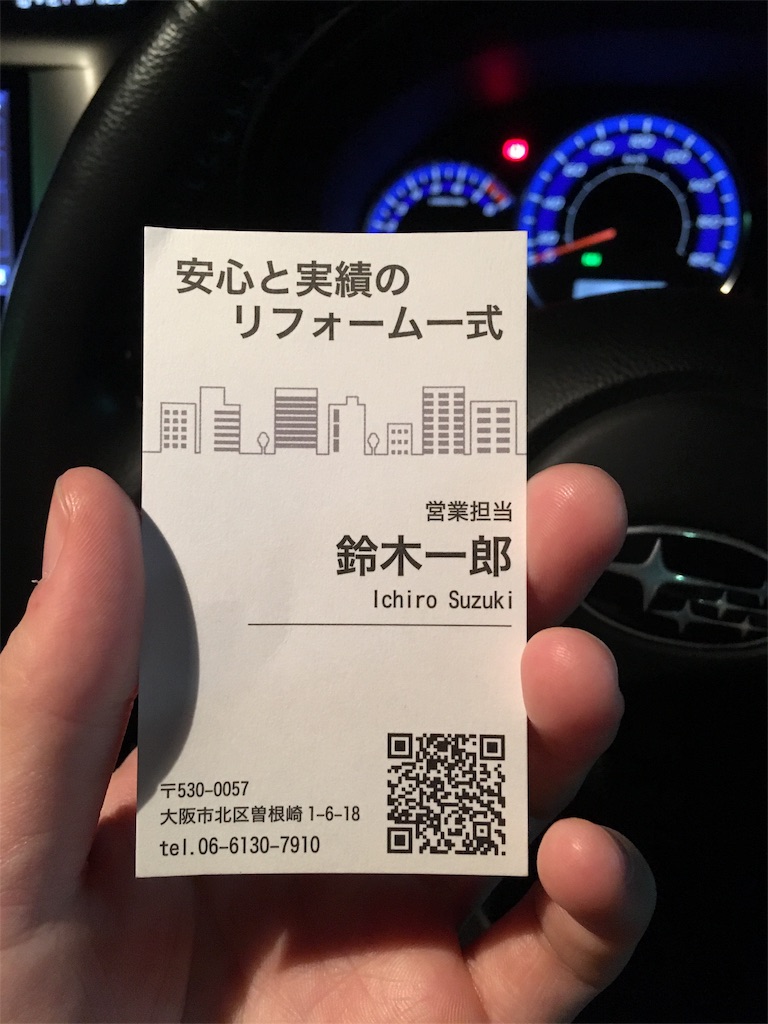 安心と実績の
リフォーム一式
営業担当
鈴木一郎
Ichiro Suzuki
〒530-0057
大阪市北区曽根崎1-6-18
tel.06-6130-7910